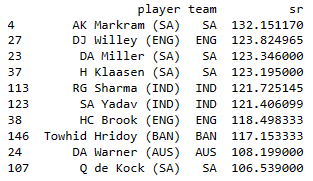 player team sr
4 AK Markram (SA) SA 132.151170
27 DJ Willey (ENG) ENG 123.824965
23 DA Miller (SA) SA 123.346000
37 H Klaasen (SA) SA 123.195000
113 RG Sharma (IND) IND 121.725145
123 SA Yadav (IND) IND 121.406099
38 HC Brook (ENG) ENG 118.498333
146 Towhid Hridoy (BAN) BAN 117.153333
24 DA Warner (AUS) AUS 108.199000
107 Q de Kock (SA) SA 106.539000